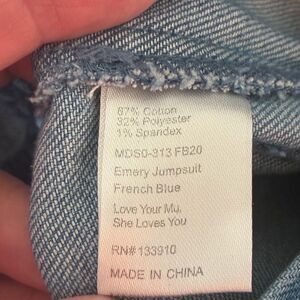 67% Cotton
32% Polyester
1% Spandex
MDS0-313 FB20
Emery Jumpsuit
French Blue
Love Your Mu,
She Loves You
RN#133910
MADE IN CHINA